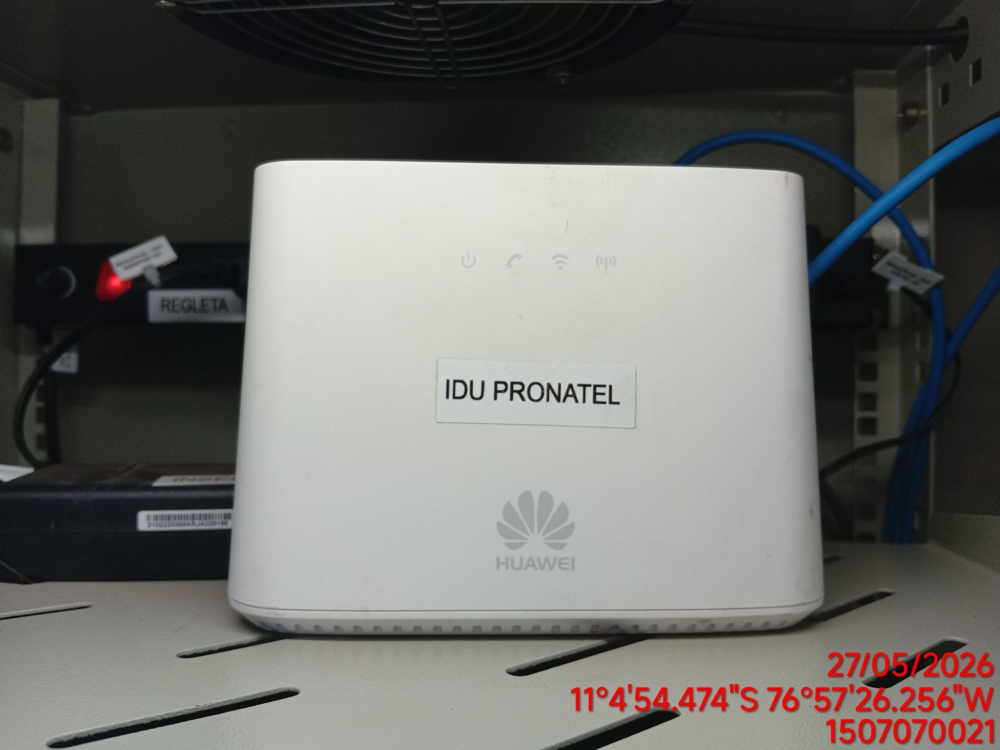 REGLETA
IDU PRONATEL
HUAWEI
27/05/2026
11°4'54.474"S 76°57'26.256"W
1507070021